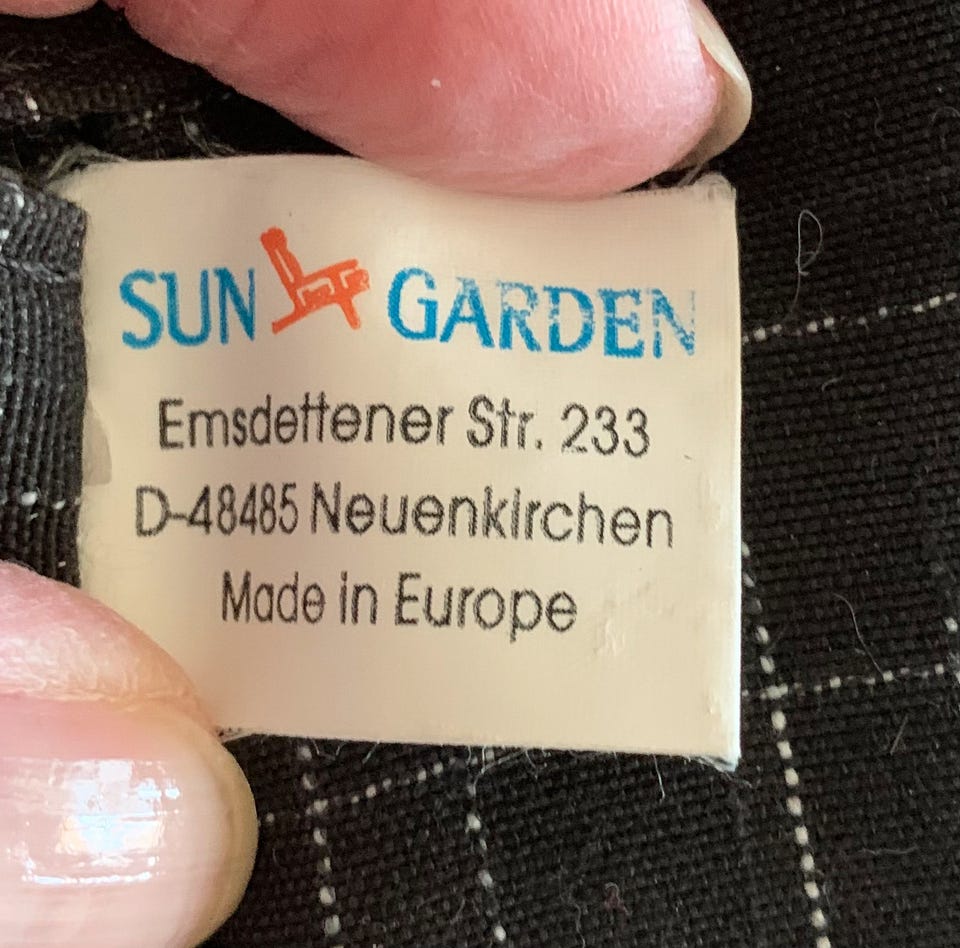 SUN GARDEN
Emsdettener Str. 233
D-48485 Neuenkirchen
Made in Europe